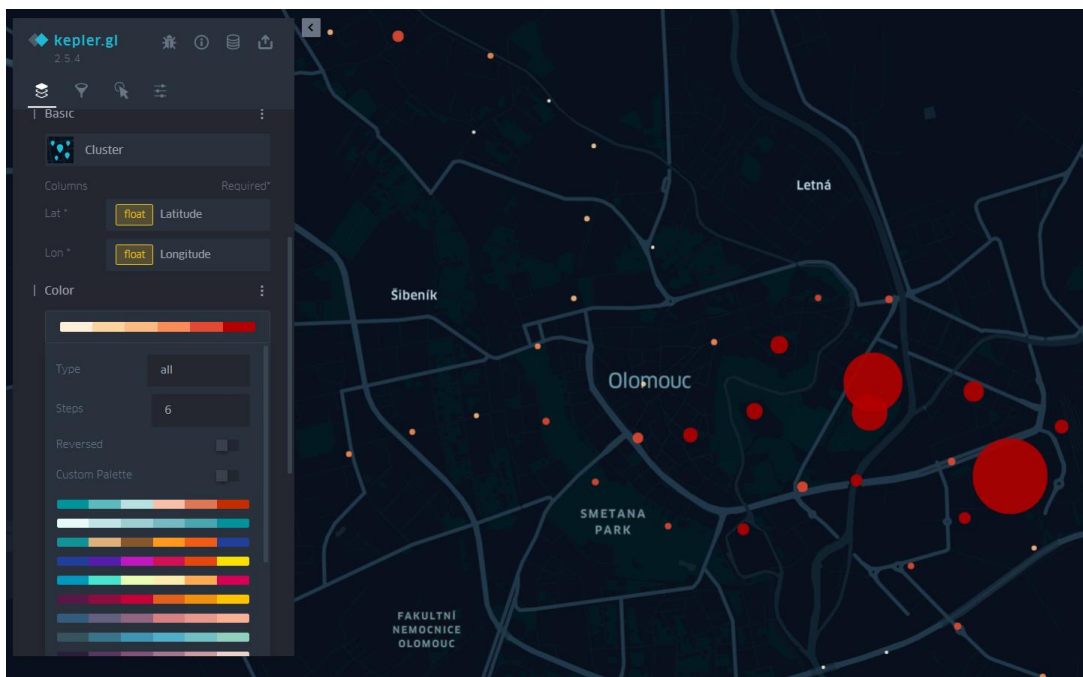 kepler.gl
2.5.4
<
Basic
Cluster
Columns
Required*
Lat *
float Latitude
Lon *
float Longitude
Color
Type
all
Steps
6
Reversed
Custom Palette
Letná
Šibeník
Olomouc
SMETANA
PARK
FAKULTNÍ
NEMOCNICE
OLOMOUC